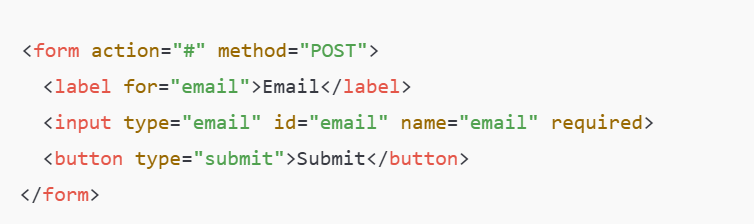 <form action="#" method="POST">
  <label for="email">Email</label>
  <input type="email" id="email" name="email" required>
  <button type="submit">Submit</button>
</form>